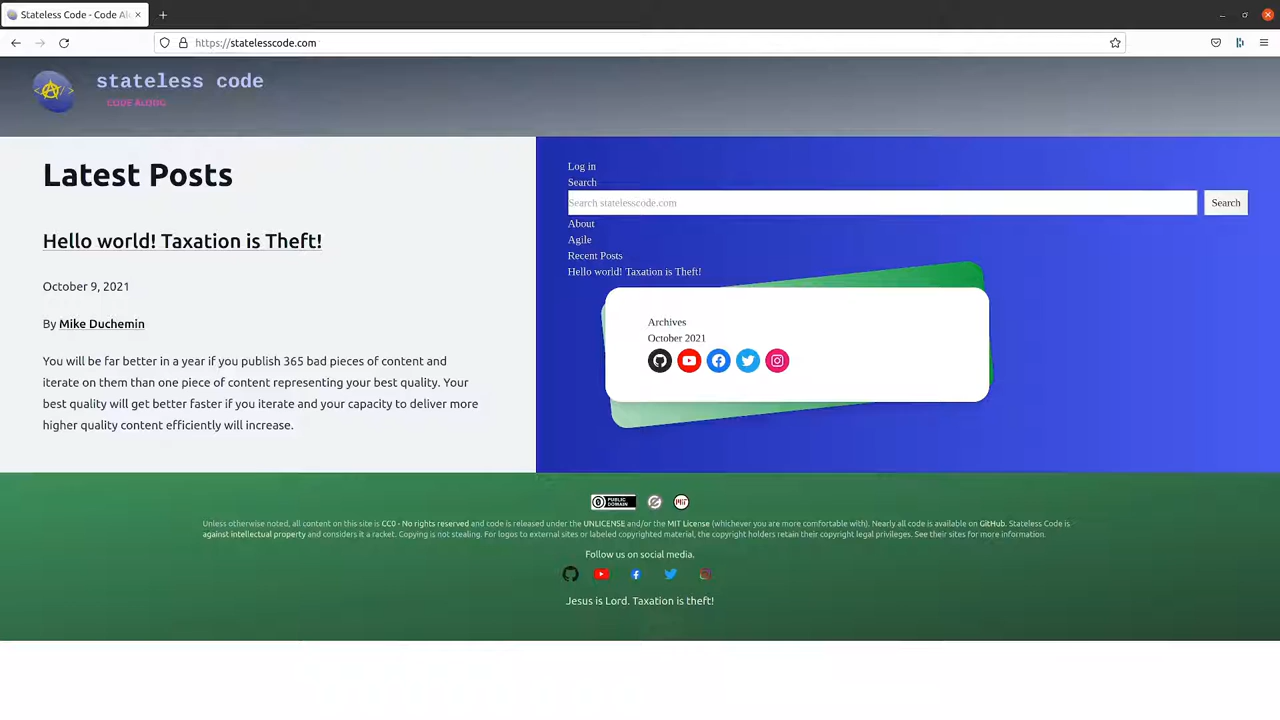 Stateless Code - Code Al
https://statelesscode.com
stateless code
CODE ALONG
Latest Posts
Hello world! Taxation is Theft!
October 9, 2021
By Mike Duchemin
You will be far better in a year if you publish 365 bad pieces of content and
iterate on them than one piece of content representing your best quality. Your
best quality will get better faster if you iterate and your capacity to deliver more
higher quality content efficiently will increase.
Log in
Search
Search statelesscode.com
Search
About
Agile
Recent Posts
Hello world! Taxation is Theft!
Archives
October 2021
PUBLIC
DOMAIN
MIT
Unless otherwise noted, all content on this site is CC0 - No rights reserved and code is released under the UNLICENSE and/or the MIT License (whichever you are more comfortable with). Nearly all code is available on GitHub. Stateless Code is
against intellectual property and considers it a racket. Copying is not stealing. For logos to external sites or labeled copyrighted material, the copyright holders retain their copyright legal privileges. See their sites for more information.
Follow us on social media.
Jesus is Lord. Taxation is theft!